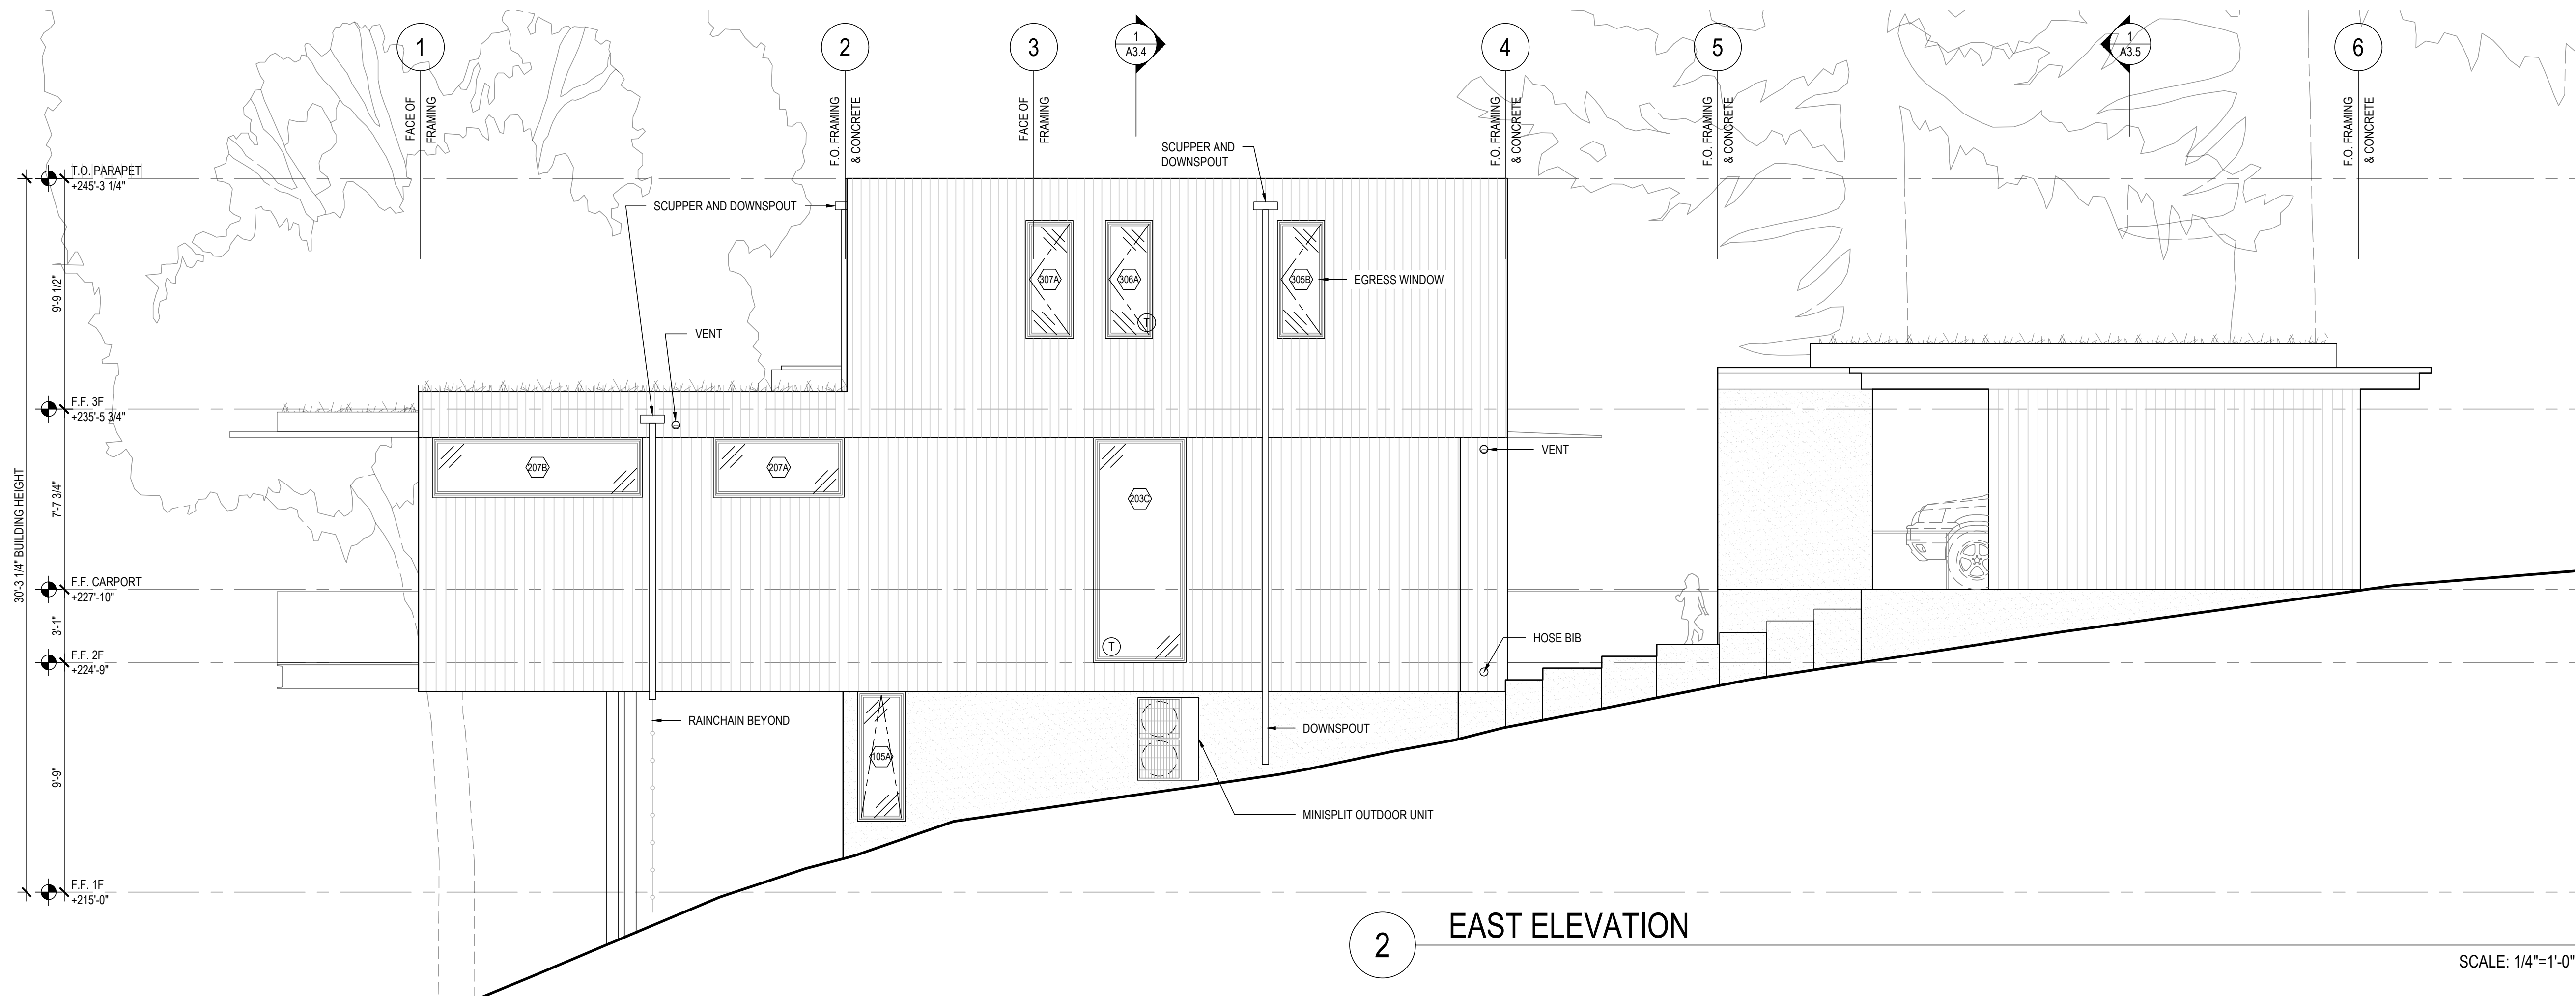 1
2
3
1
A3.4
4
5
1
A3.5
6
FACE OF
FRAMING
F.O. FRAMING
& CONCRETE
FACE OF
FRAMING
F.O. FRAMING
& CONCRETE
F.O. FRAMING
& CONCRETE
F.O. FRAMING
& CONCRETE
SCUPPER AND
DOWNSPOUT
T.O. PARAPET
+245'-3 1/4"
SCUPPER AND DOWNSPOUT
307A
306A
T
305B
EGRESS WINDOW
9'-9 1/2"
VENT
F.F. 3F
+235'-5 3/4"
207B
207A
203C
VENT
30'-3 1/4" BUILDING HEIGHT
7'-7 3/4"
F.F. CARPORT
+227'-10"
3'-1"
T
HOSE BIB
F.F. 2F
+224'-9"
RAINCHAIN BEYOND
105A
DOWNSPOUT
9'-9"
MINISPLIT OUTDOOR UNIT
F.F. 1F
+215'-0"
2
EAST ELEVATION
SCALE: 1/4"=1'-0"